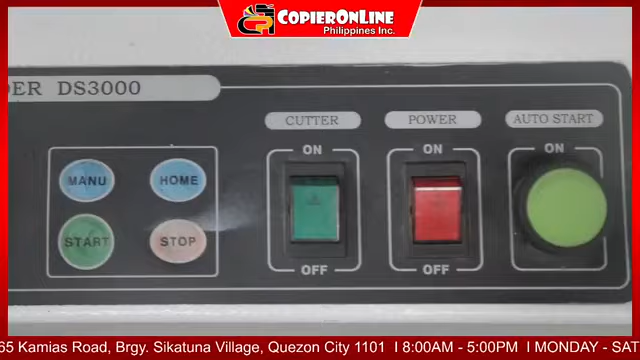 COPIERONLINE
Philippines Inc.
DER DS3000
CUTTER
POWER
AUTO START
ON
ON
ON
MANU
HOME
START
STOP
OFF
OFF
65 Kamias Road, Brgy. Sikatuna Village, Quezon City 1101 I 8:00AM - 5:00PM I MONDAY - SAT